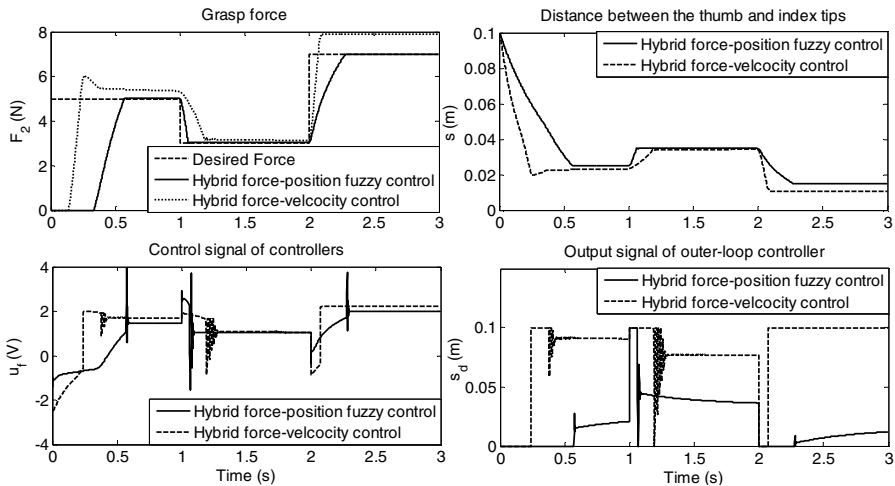 Grasp force
8
6
4
2
0
F2 (N)
0 0.5 1 1.5 2 2.5 3
Desired Force
Hybrid force-position fuzzy control
Hybrid force-velcocity control
Distance between the thumb and index tips
0.1
0.08
0.06
0.04
0.02
0
s (m)
0 0.5 1 1.5 2 2.5 3
Hybrid force-position fuzzy control
Hybrid force-velcocity control
Control signal of controllers
4
2
0
-2
-4
uf (V)
0 0.5 1 1.5 2 2.5 3
Time (s)
Hybrid force-position fuzzy control
Hybrid force-velcocity control
Output signal of outer-loop controller
0.1
0.05
0
sd (m)
0 0.5 1 1.5 2 2.5 3
Time (s)
Hybrid force-position fuzzy control
Hybrid force-velcocity control